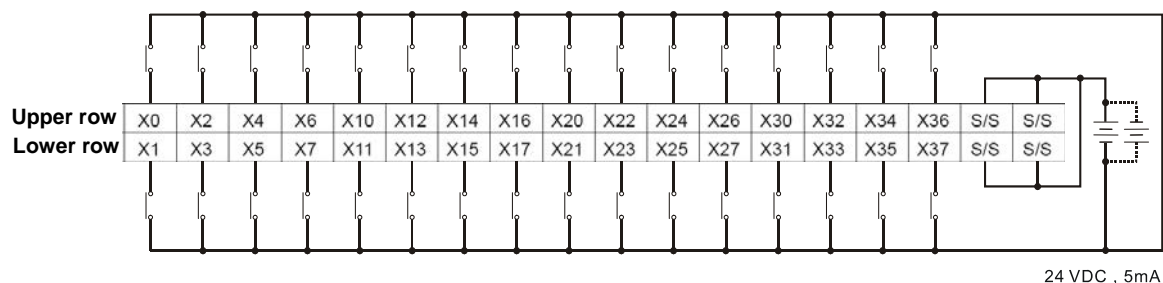 Upper row X0 X2 X4 X6 X10 X12 X14 X16 X20 X22 X24 X26 X30 X32 X34 X36 S/S S/S
Lower row X1 X3 X5 X7 X11 X13 X15 X17 X21 X23 X25 X27 X31 X33 X35 X37 S/S S/S
24 VDC , 5mA